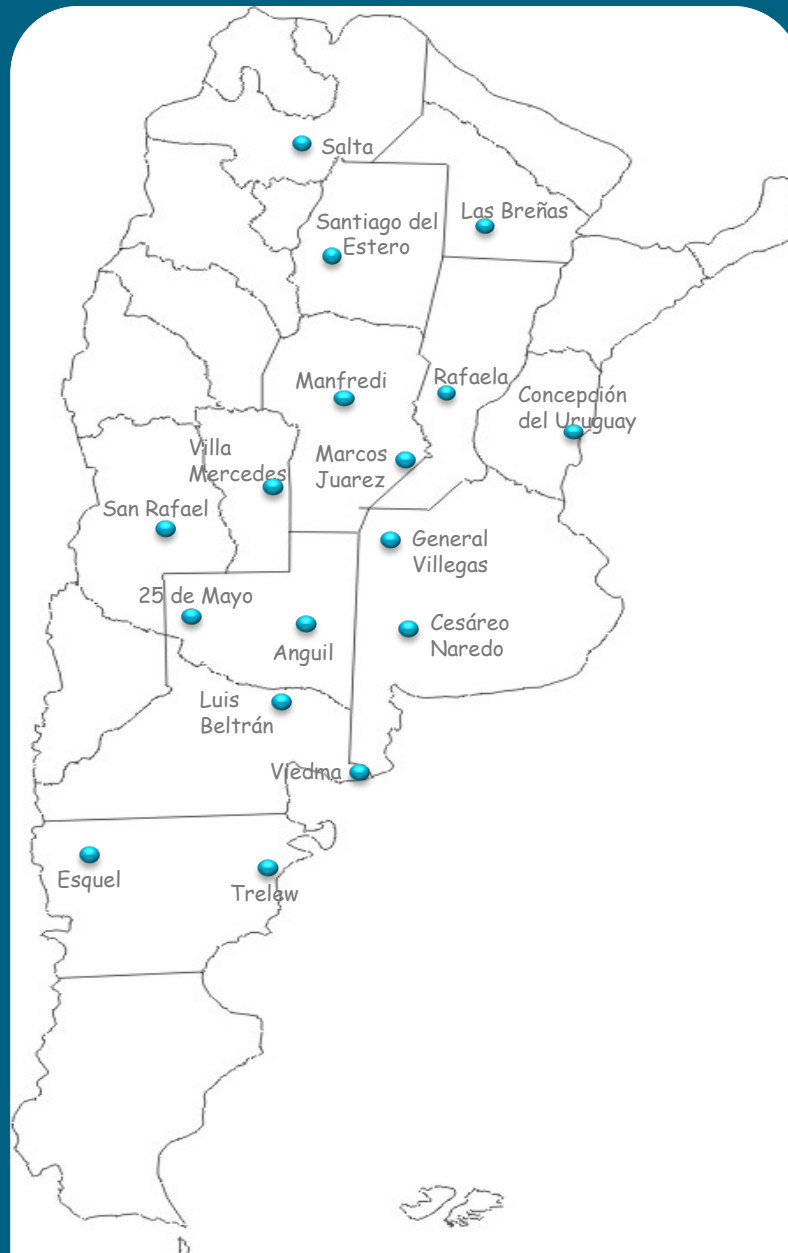 Salta
Las Breñas
Santiago del
Estero
Manfredi
Rafaela
Concepción
del Uruguay
Villa
Mercedes
Marcos
Juarez
San Rafael
General
Villegas
25 de Mayo
Anguil
Cesáreo
Naredo
Luis
Beltrán
Viedma
Esquel
Trelew